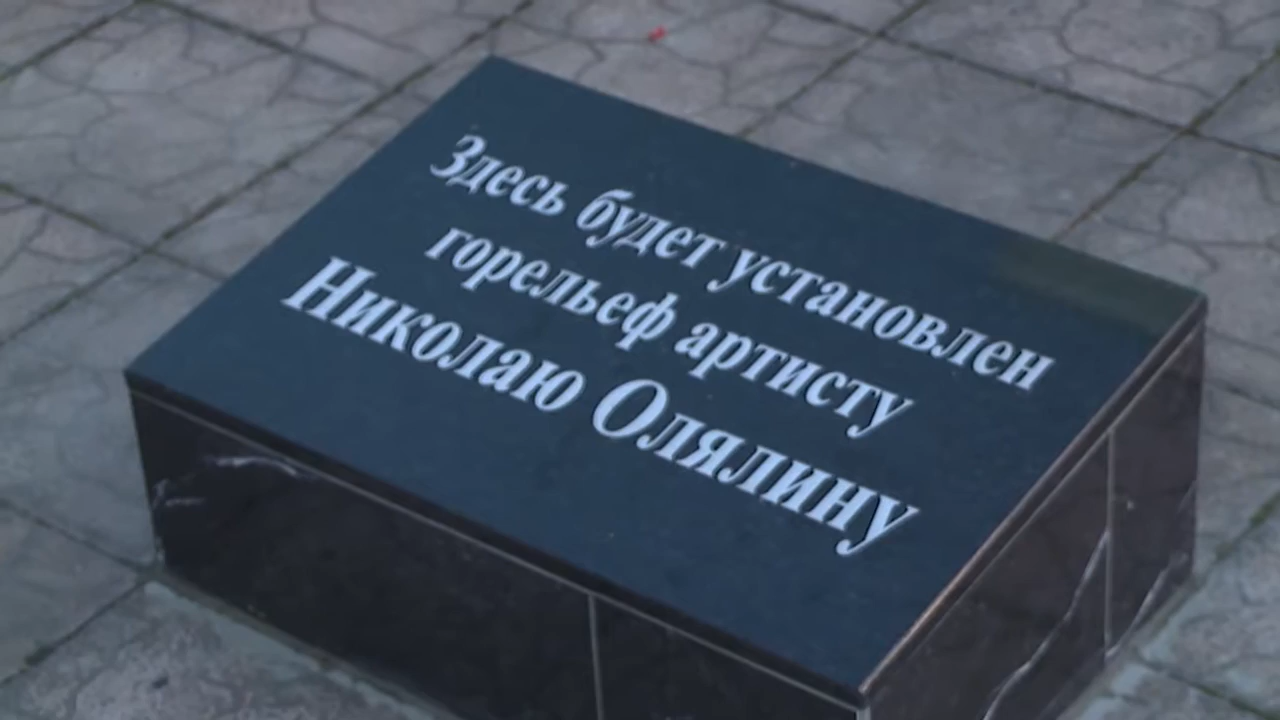 Здесь будет установлен
горельеф артисту
Николаю Олялину